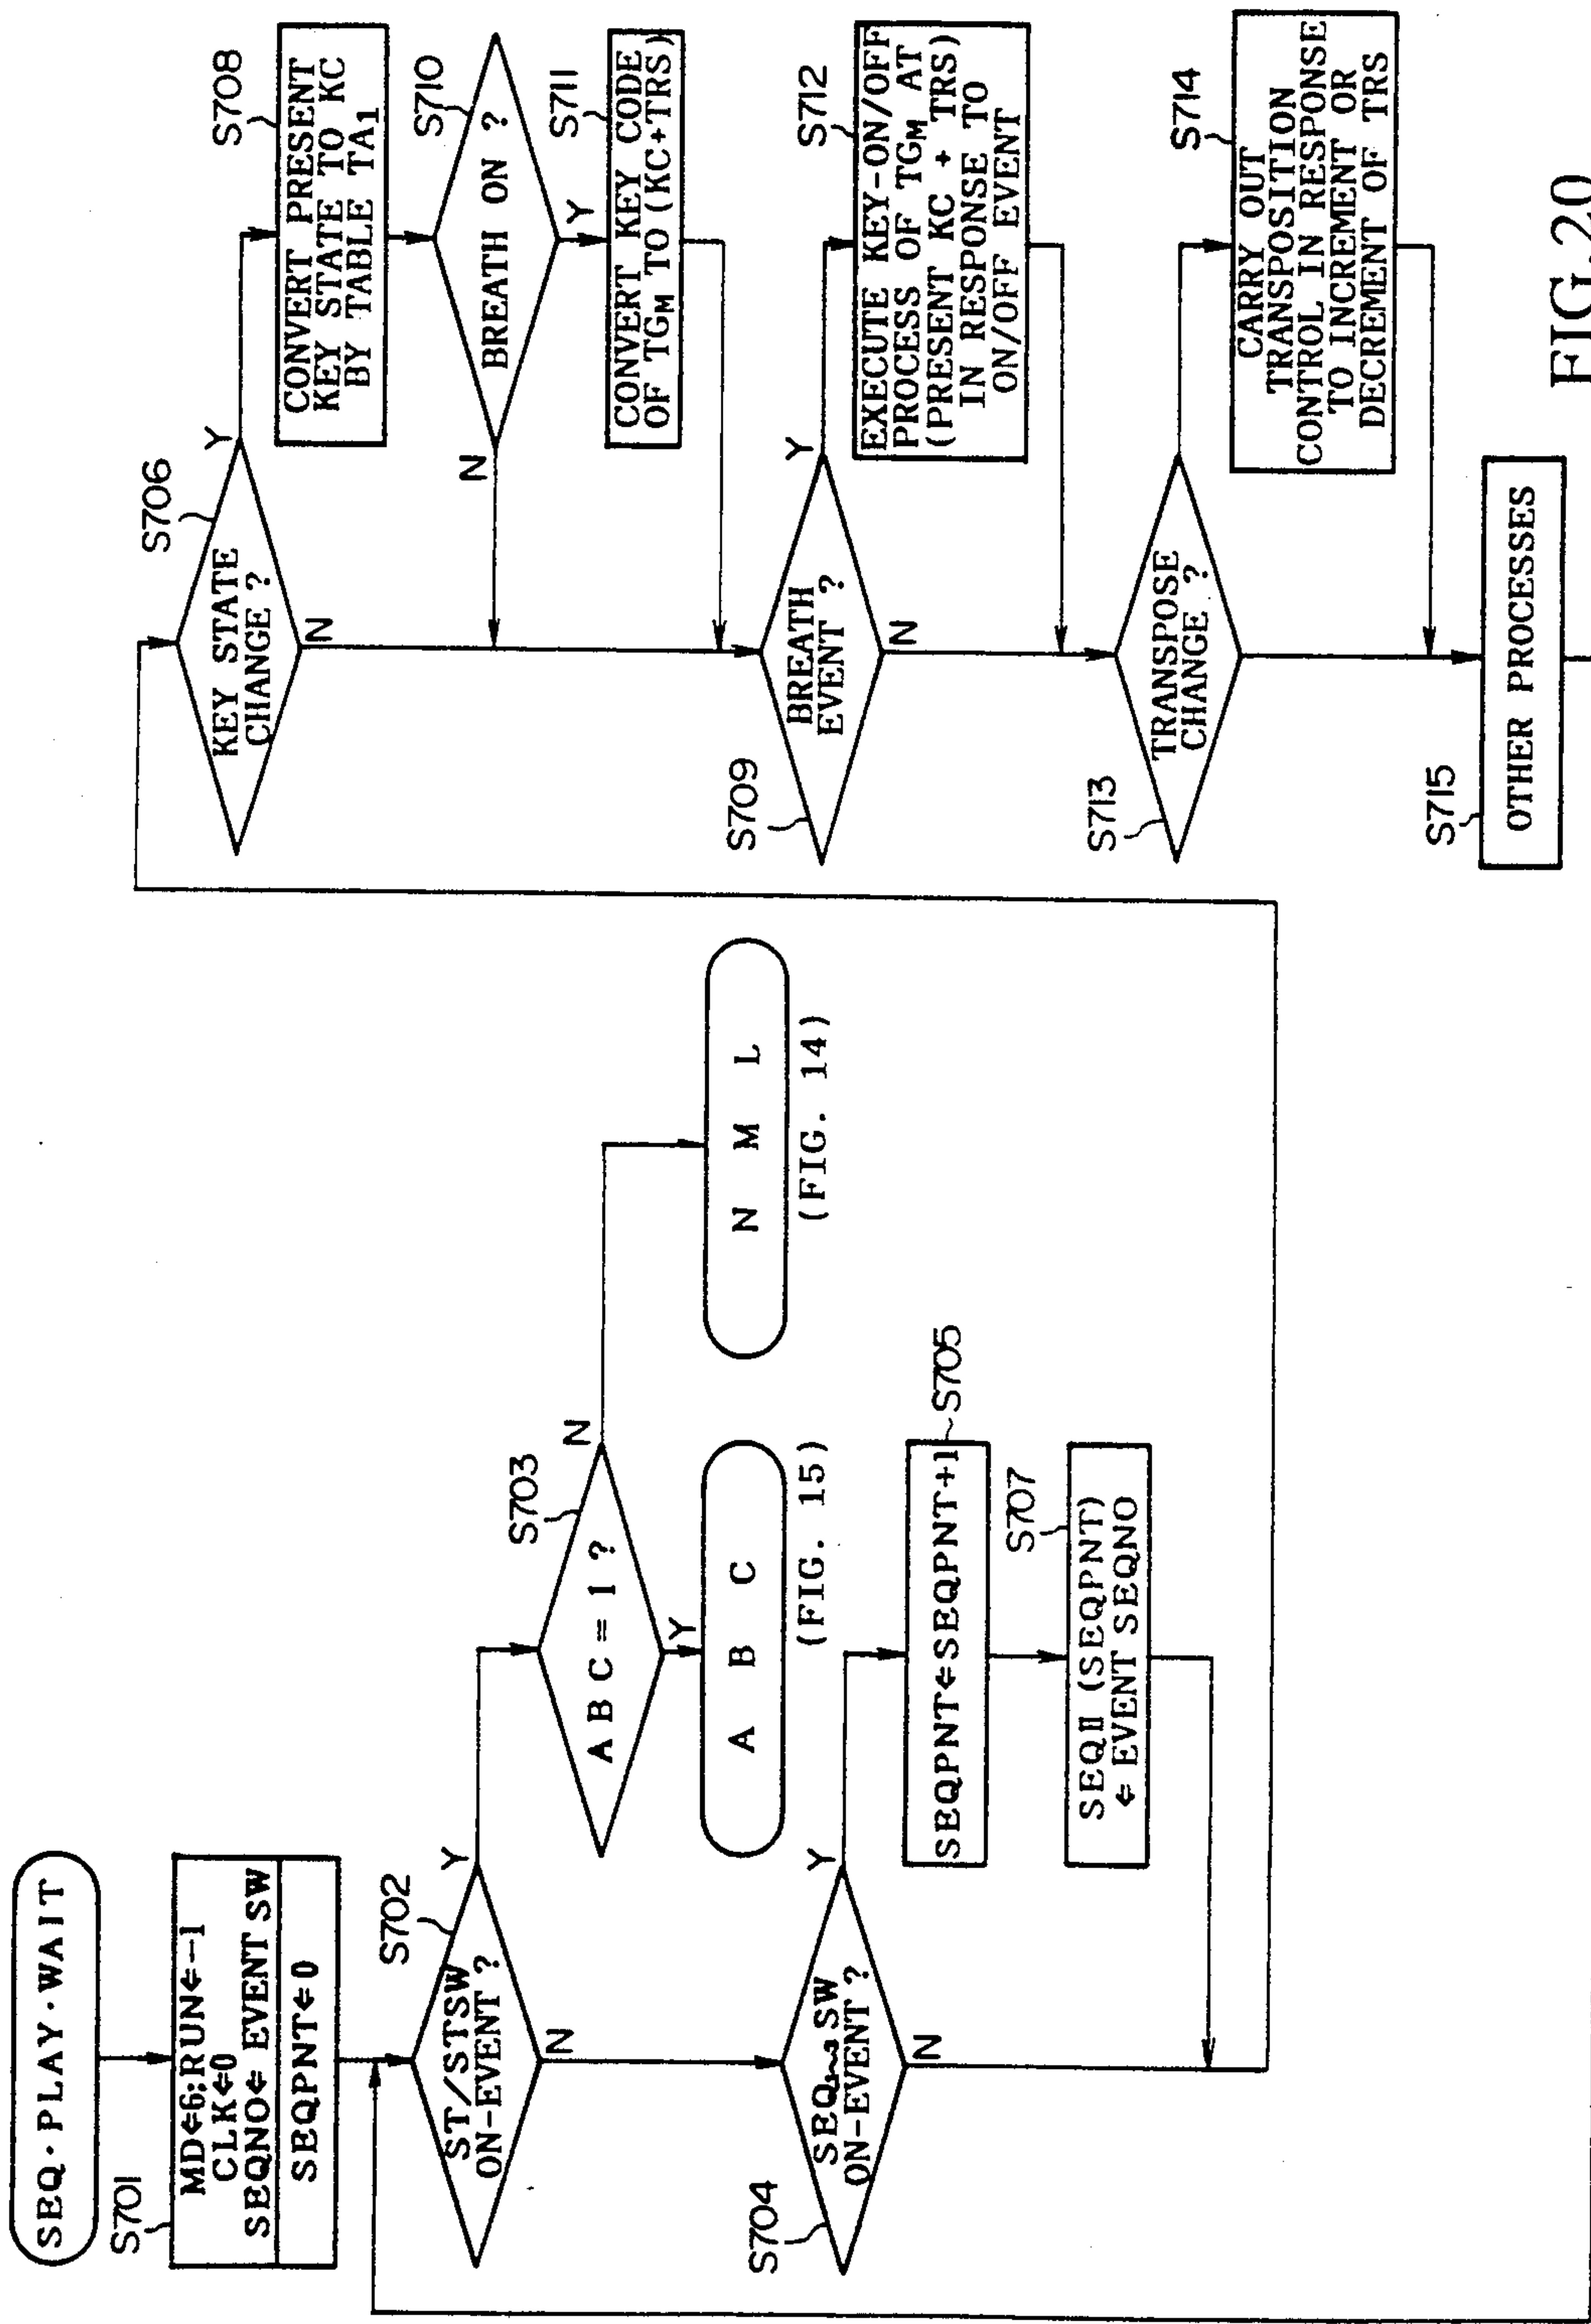 SEQ·PLAY·WAIT
S701
MD⇐6;RUN⇐-1
CLK⇐0
SEQNO⇐ EVENT SW
SEQPNT⇐0
S702
ST/STSW
ON-EVENT ?
Y
N
S703
A B C = 1 ?
N
Y
A B C
(FIG. 15)
N M L
(FIG. 14)
S704
SEQ1~3 SW
ON-EVENT ?
Y
N
SEQPNT⇐SEQPNT+1
S705
S707
SEQⅡ (SEQPNT)
⇐ EVENT SEQNO
S706
KEY STATE
CHANGE ?
Y
N
S708
CONVERT PRESENT
KEY STATE TO KC
BY TABLE TA1
S710
BREATH ON ?
N
Y
S711
CONVERT KEY CODE
OF TGM TO (KC+TRS)
S709
BREATH
EVENT ?
Y
N
S712
EXECUTE KEY-ON/OFF
PROCESS OF TGM AT
(PRESENT KC + TRS)
IN RESPONSE TO
ON/OFF EVENT
S713
TRANSPOSE
CHANGE ?
S714
CARRY OUT
TRANSPOSITION
CONTROL IN RESPONSE
TO INCREMENT OR
DECREMENT OF TRS
S715
OTHER PROCESSES
FIG.20